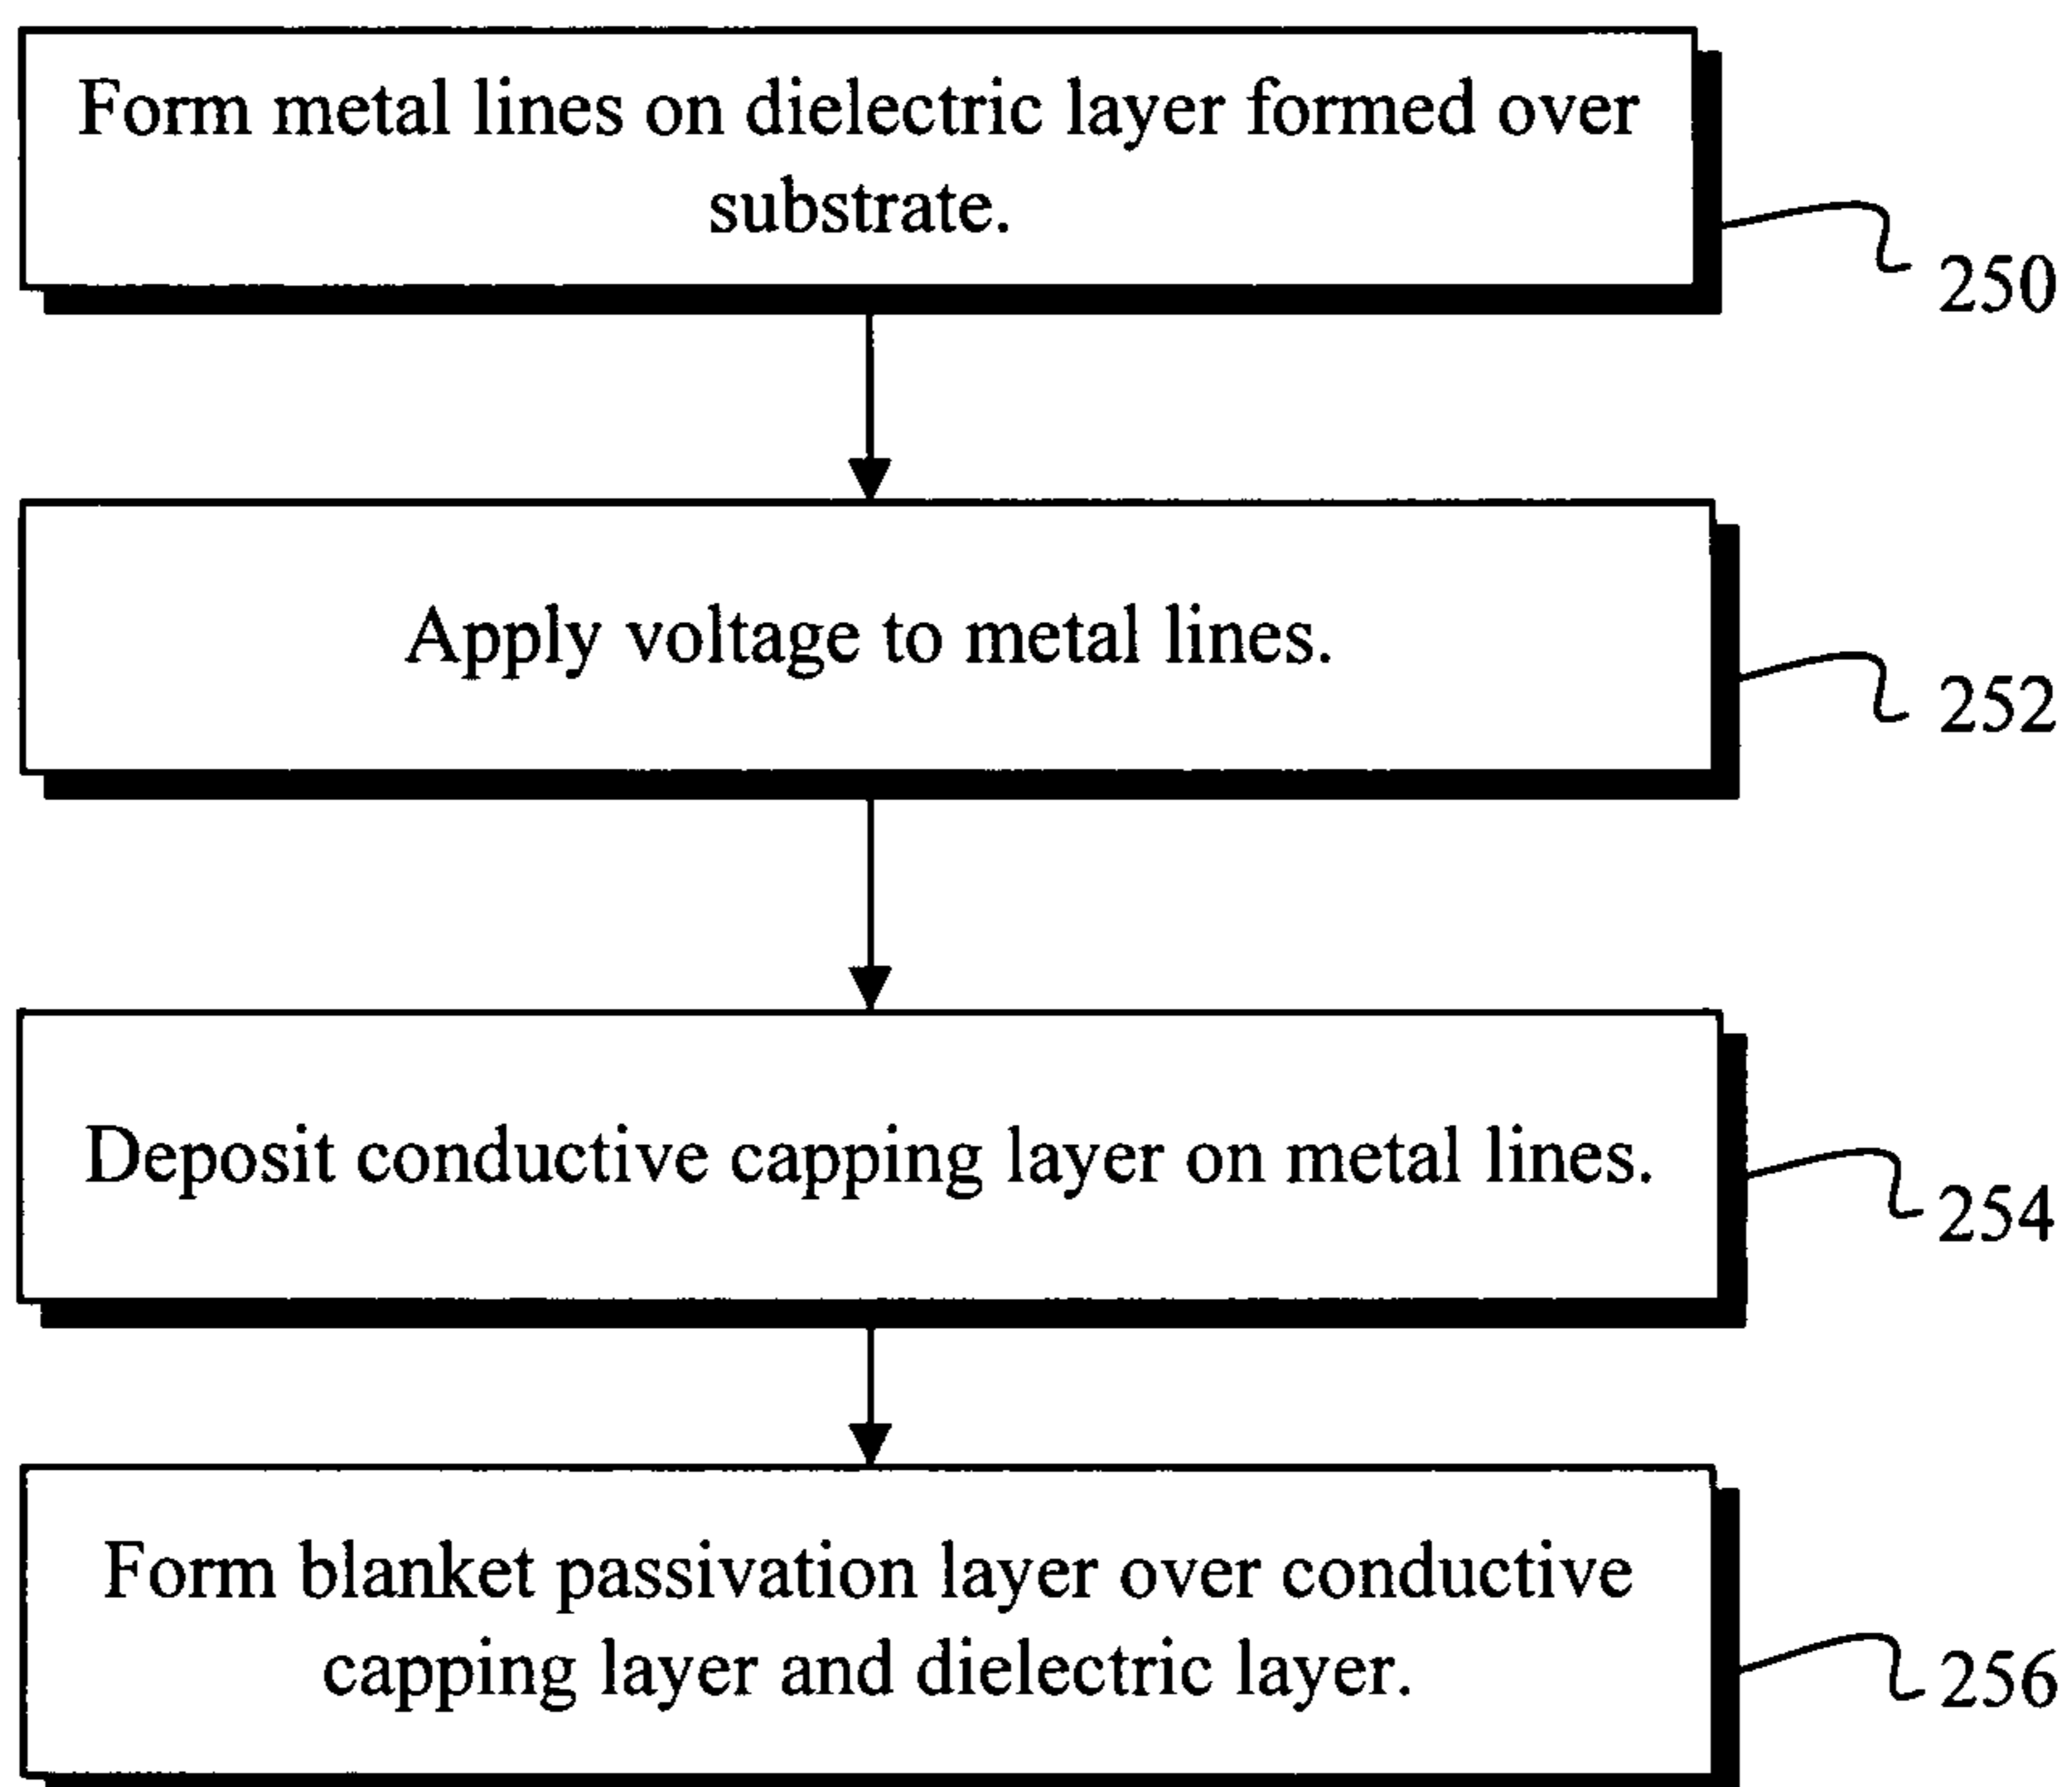 Form metal lines on dielectric layer formed over
substrate.
250
Apply voltage to metal lines.
252
Deposit conductive capping layer on metal lines.
254
Form blanket passivation layer over conductive
capping layer and dielectric layer.
256